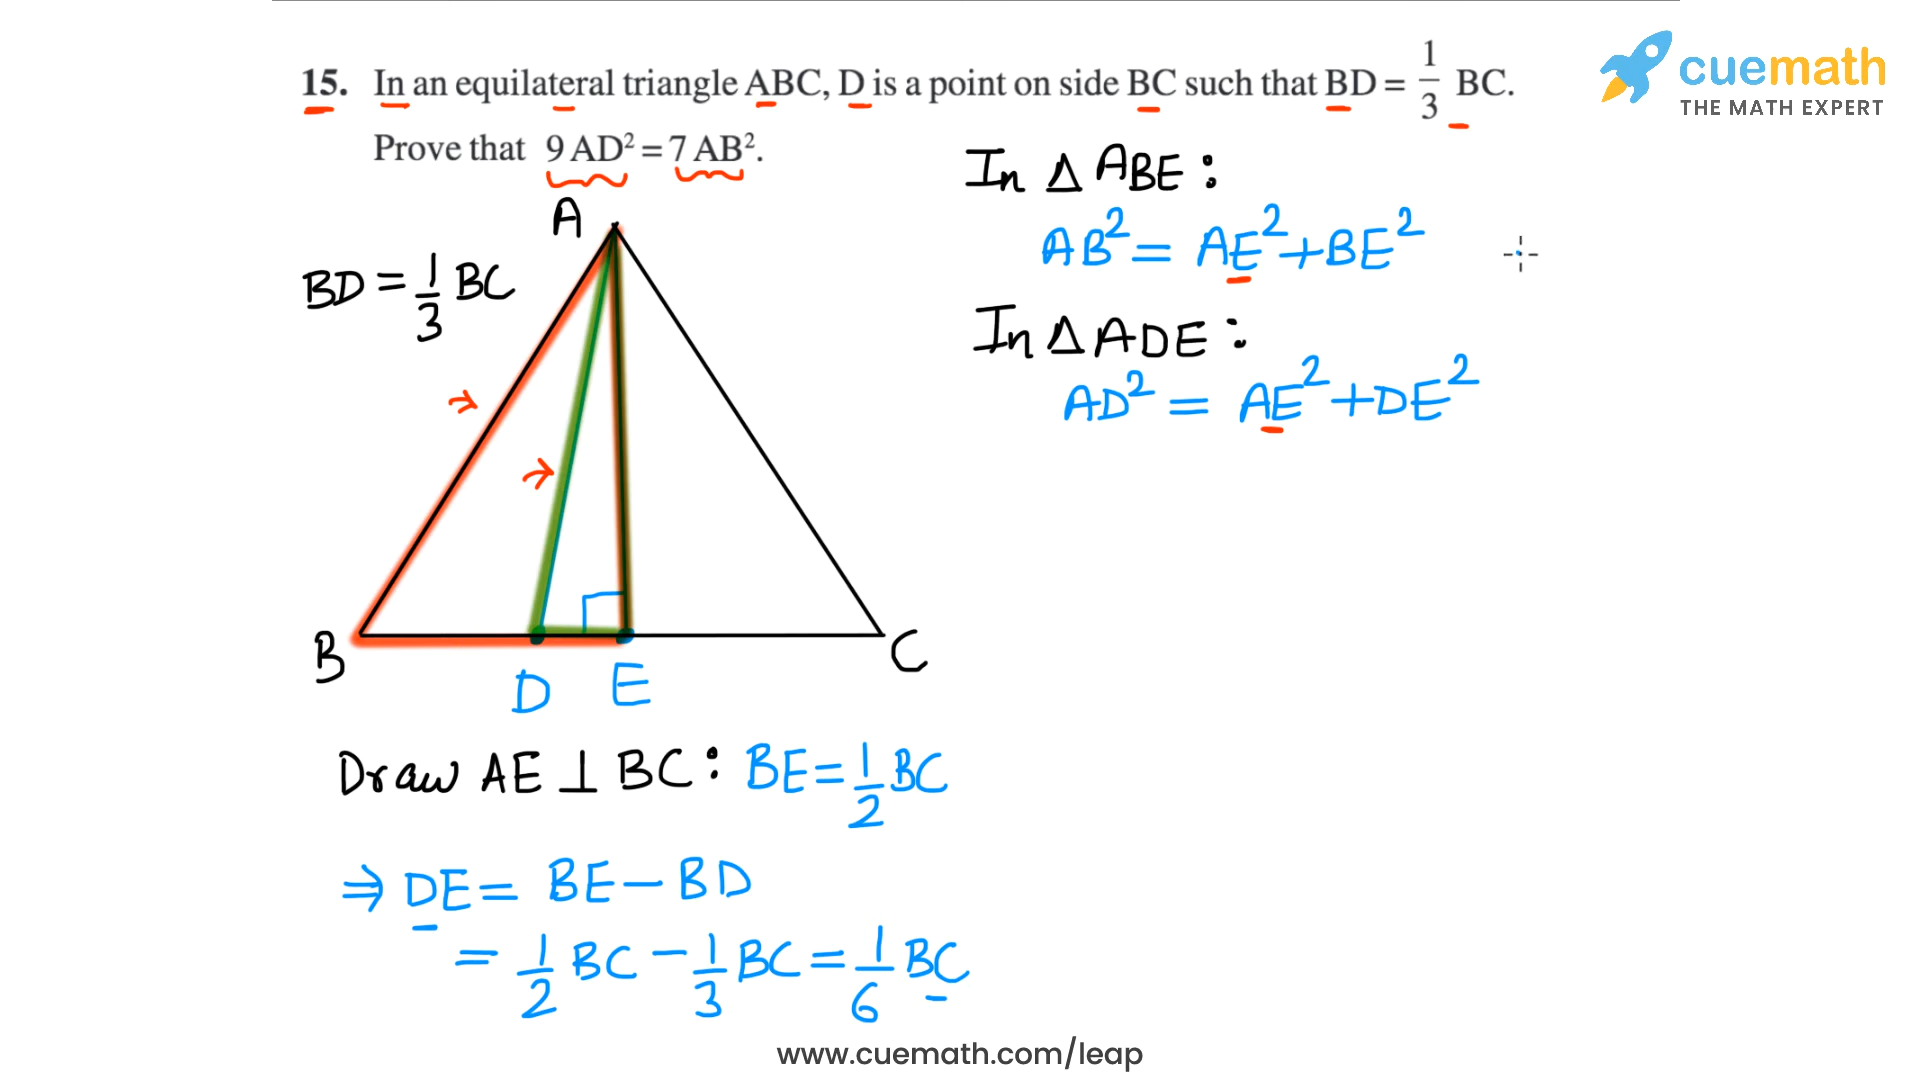 15. In an equilateral triangle ABC, D is a point on side BC such that BD = 1/3 BC.
Prove that 9 AD² = 7 AB².
cuemath
THE MATH EXPERT
A
BD = 1/3 BC
B
C
D E
Draw AE ⊥ BC : BE = 1/2 BC
⇒ DE = BE − BD
= 1/2 BC − 1/3 BC = 1/6 BC
In △ ABE :
AB² = AE² + BE²
In △ ADE :
AD² = AE² + DE²
www.cuemath.com/leap